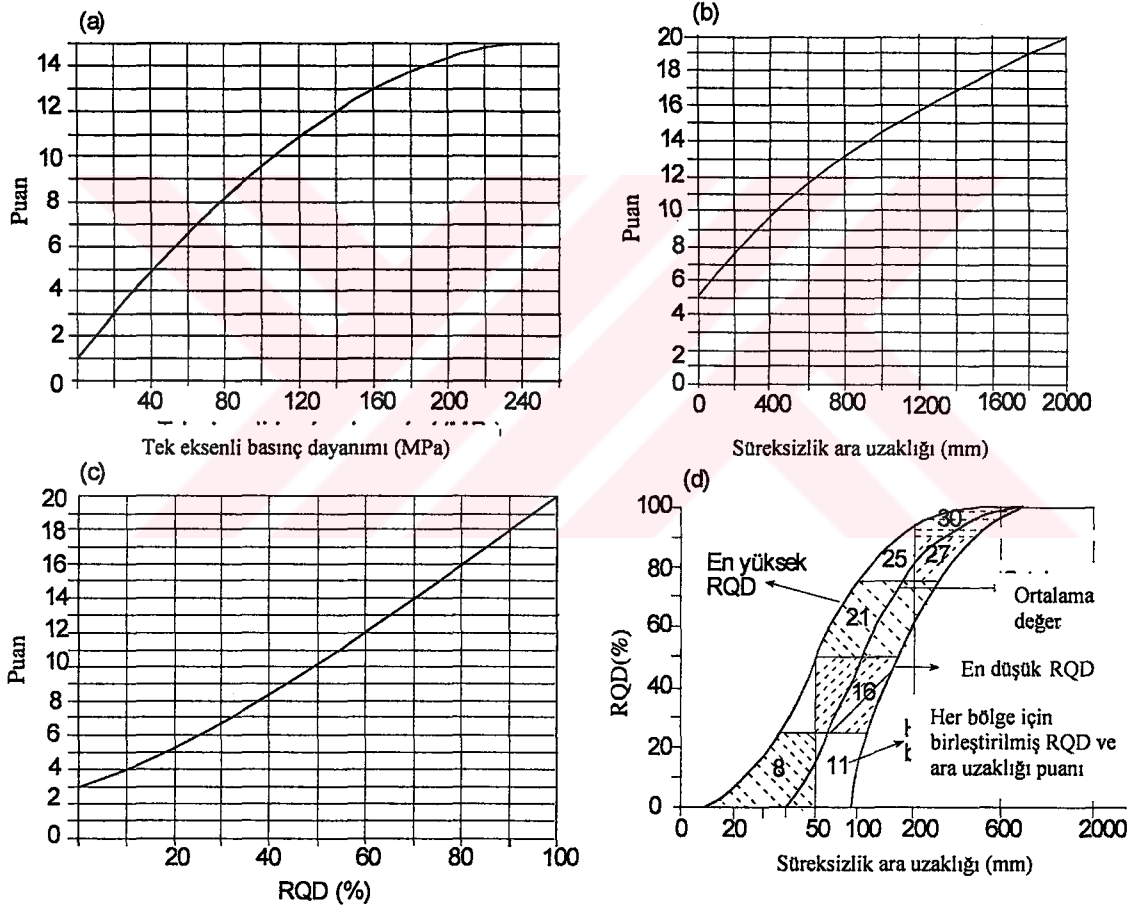 (a)
14
12
10
8
6
4
2
0
Puan
40 80 120 160 200 240
Tek eksenli basınç dayanımı (MPa)
(b)
20
18
16
14
12
10
8
6
4
2
0
Puan
0 400 800 1200 1600 2000
Süreksizlik ara uzaklığı (mm)
(c)
20
18
16
14
12
10
8
6
4
2
0
Puan
20 40 60 80 100
RQD (%)
(d)
100
80
60
40
20
0
RQD(%)
En yüksek
RQD
30
25 27
21
16
8 11
Ortalama
değer
En düşük RQD
Her bölge için
birleştirilmiş RQD ve
ara uzaklığı puanı
0 20 50 100 200 600 2000
Süreksizlik ara uzaklığı (mm)